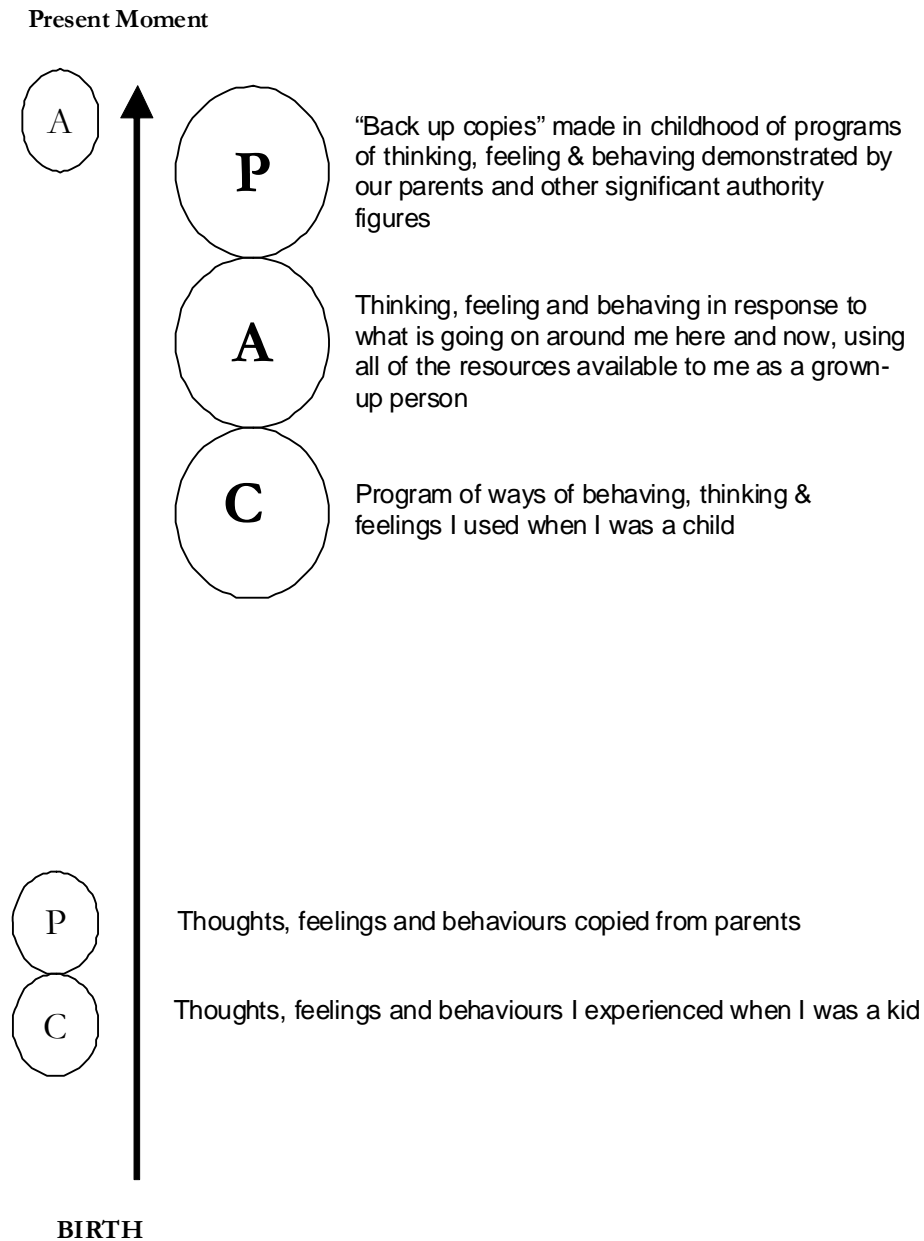 Present Moment
A
P
“Back up copies” made in childhood of programs
of thinking, feeling & behaving demonstrated by
our parents and other significant authority
figures
A
Thinking, feeling and behaving in response to
what is going on around me here and now, using
all of the resources available to me as a grown-
up person
C
Program of ways of behaving, thinking &
feelings I used when I was a child
P
Thoughts, feelings and behaviours copied from parents
C
Thoughts, feelings and behaviours I experienced when I was a kid
BIRTH